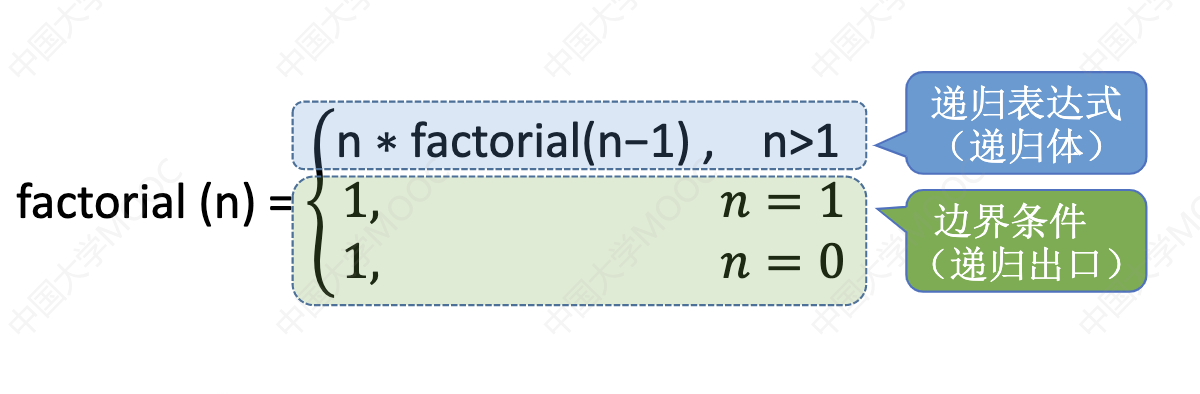 n ∗ factorial(n−1) , n>1
factorial (n) =
1, n = 1
1, n = 0
递归表达式
（递归体）
边界条件
（递归出口）
中国大学MOOC